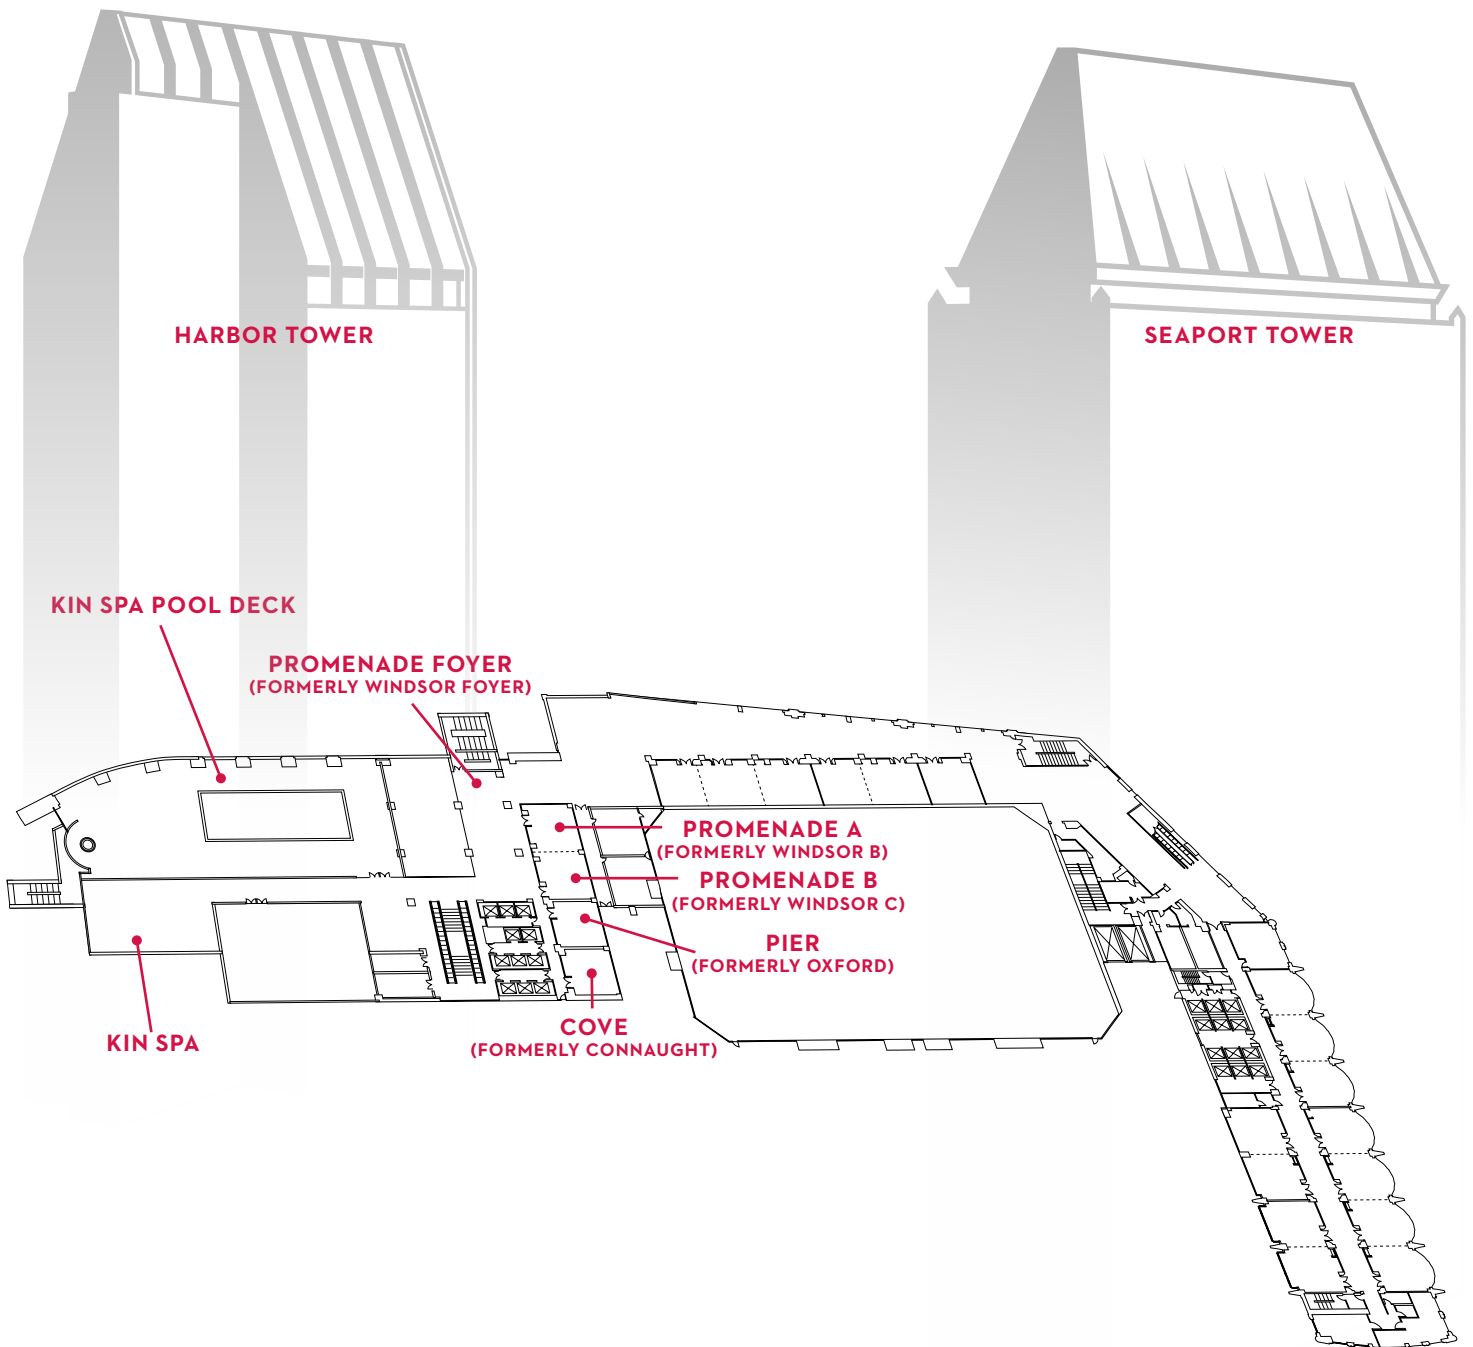 HARBOR TOWER
SEAPORT TOWER
KIN SPA POOL DECK
PROMENADE FOYER
(FORMERLY WINDSOR FOYER)
PROMENADE A
(FORMERLY WINDSOR B)
PROMENADE B
(FORMERLY WINDSOR C)
PIER
(FORMERLY OXFORD)
COVE
(FORMERLY CONNAUGHT)
KIN SPA